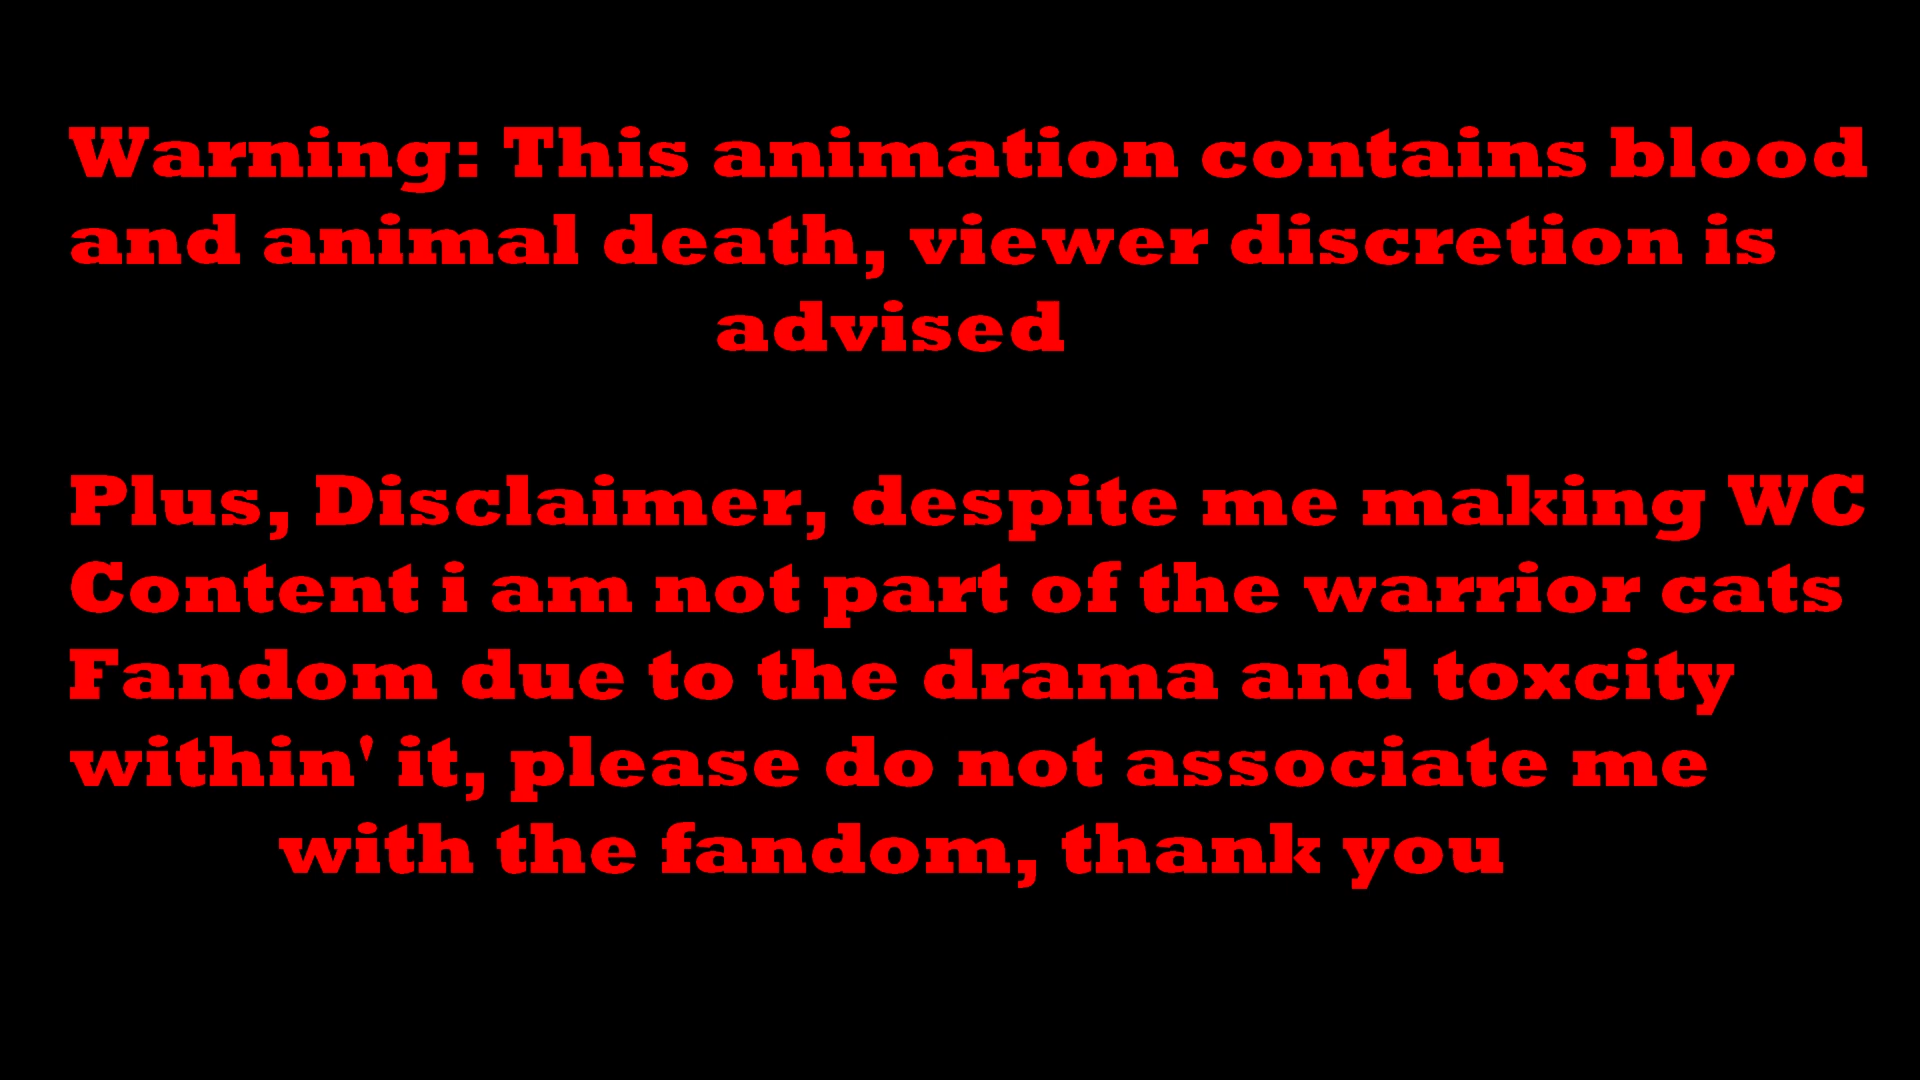 Warning: This animation contains blood
and animal death, viewer discretion is
advised
Plus, Disclaimer, despite me making WC
Content i am not part of the warrior cats
Fandom due to the drama and toxcity
within' it, please do not associate me
with the fandom, thank you